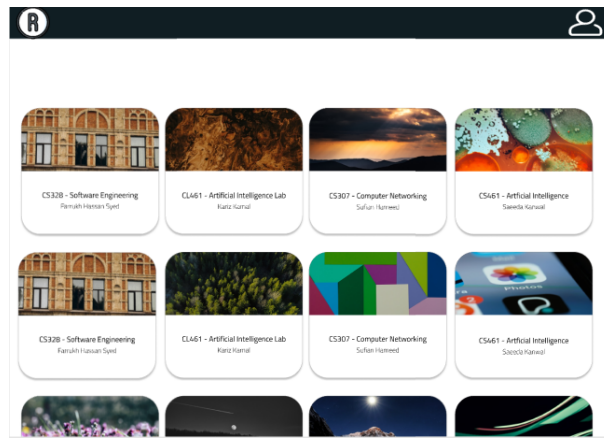 R
CS328 - Software Engineering
Farrukh Hassan Syed
CL461 - Artificial Intelligence Lab
Kariz Kamal
CS307 - Computer Networking
Sufian Hameed
CS461 - Artificial Intelligence
Saeeda Kanwal
CS328 - Software Engineering
Farrukh Hassan Syed
CL461 - Artificial Intelligence Lab
Kariz Kamal
CS307 - Computer Networking
Sufian Hameed
Photos
CS461 - Artificial Intelligence
Saeeda Kanwal